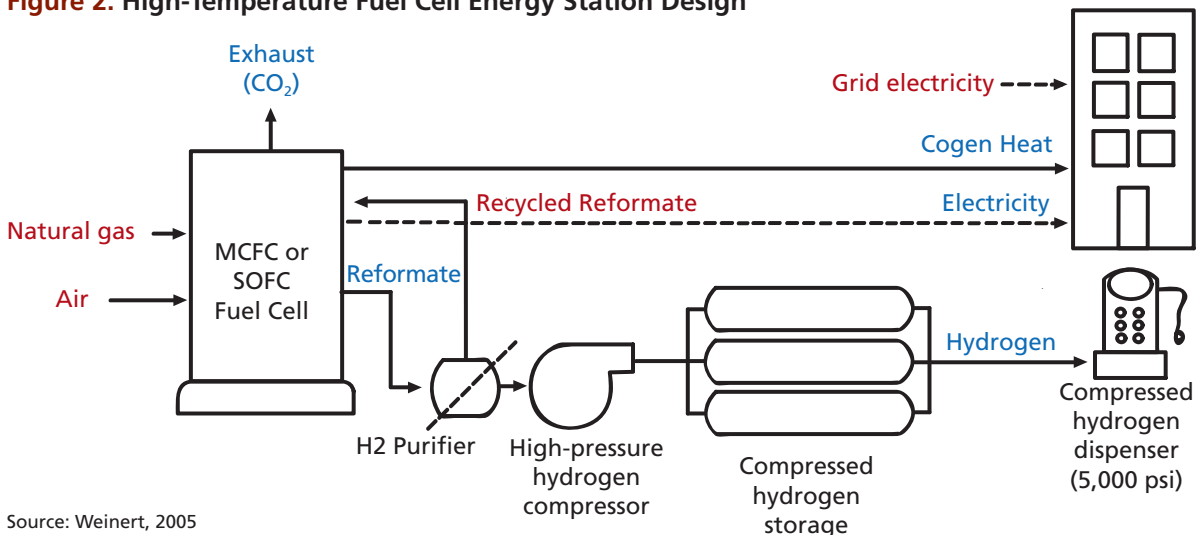 Figure 2. High-Temperature Fuel Cell Energy Station Design
Exhaust
(CO₂)
Grid electricity
Cogen Heat
Recycled Reformate
Electricity
Natural gas
MCFC or
SOFC
Fuel Cell
Reformate
Air
Hydrogen
H2 Purifier
High-pressure
hydrogen
compressor
Compressed
hydrogen
storage
Compressed
hydrogen
dispenser
(5,000 psi)
Source: Weinert, 2005